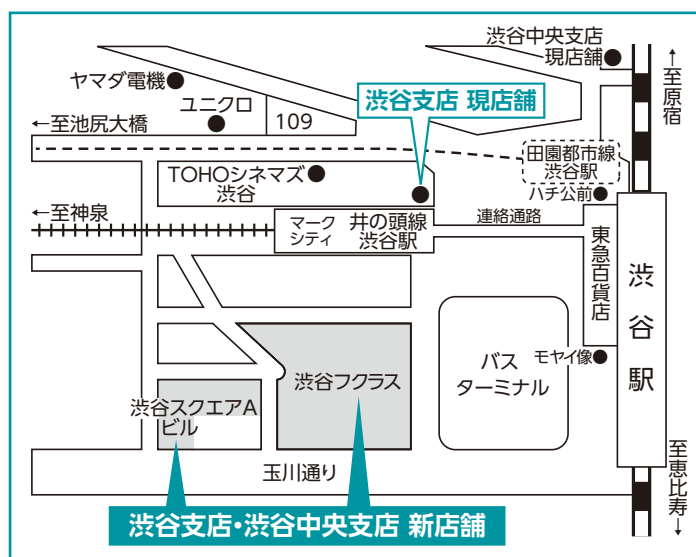 渋谷中央支店
現店舗
↑至原宿
ヤマダ電機
ユニクロ
109
渋谷支店 現店舗
←至池尻大橋
田園都市線
渋谷駅
TOHOシネマズ
渋谷
ハチ公前
←至神泉
マーク
シティ
井の頭線
渋谷駅
連絡通路
東急百貨店
渋谷駅
渋谷フクラス
バス
ターミナル
モヤイ像
渋谷スクエアA
ビル
玉川通り
至恵比寿↓
渋谷支店・渋谷中央支店 新店舗